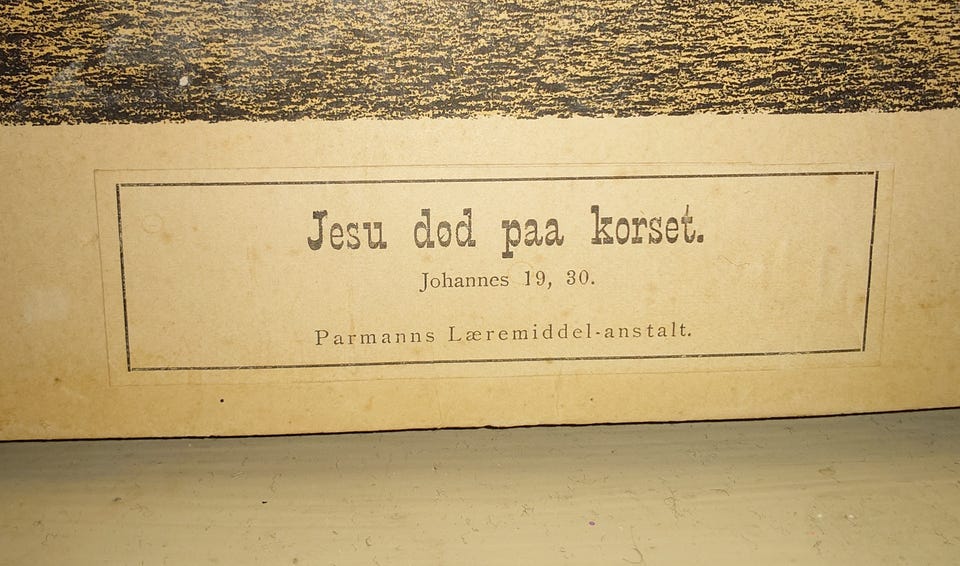 Jesu død paa korset.
Johannes 19, 30.
Parmanns Læremiddel-anstalt.